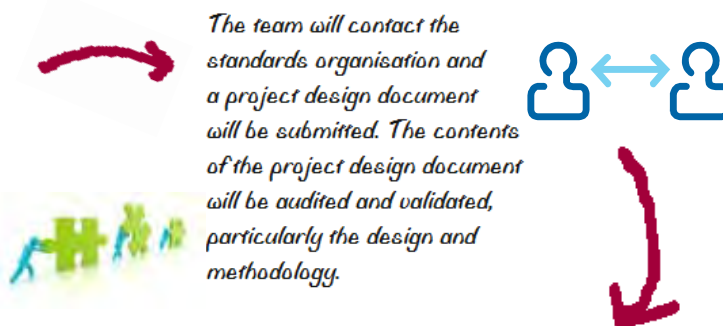 The team will contact the
standards organisation and
a project design document
will be submitted. The contents
of the project design document
will be audited and validated,
particularly the design and
methodology.